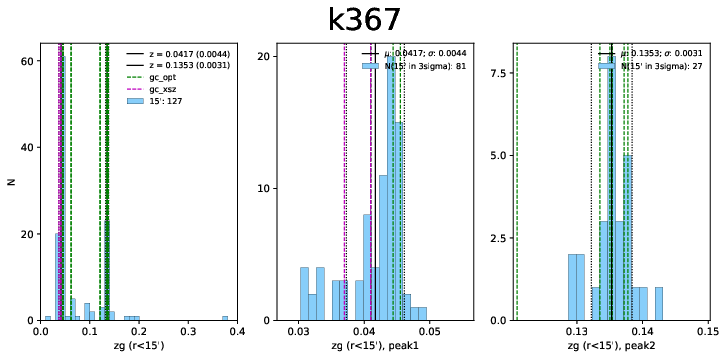 k367
z = 0.0417 (0.0044)
z = 0.1353 (0.0031)
gc_opt
gc_xsz
15': 127
N
60
40
20
0
0.0
0.1
0.2
0.3
0.4
zg (r<15')
μ: 0.0417; σ: 0.0044
N(15' in 3sigma): 81
20
10
0
0.03
0.04
0.05
zg (r<15'), peak1
μ: 0.1353; σ: 0.0031
N(15' in 3sigma): 27
7.5
5.0
2.5
0.0
0.13
0.14
0.15
zg (r<15'), peak2